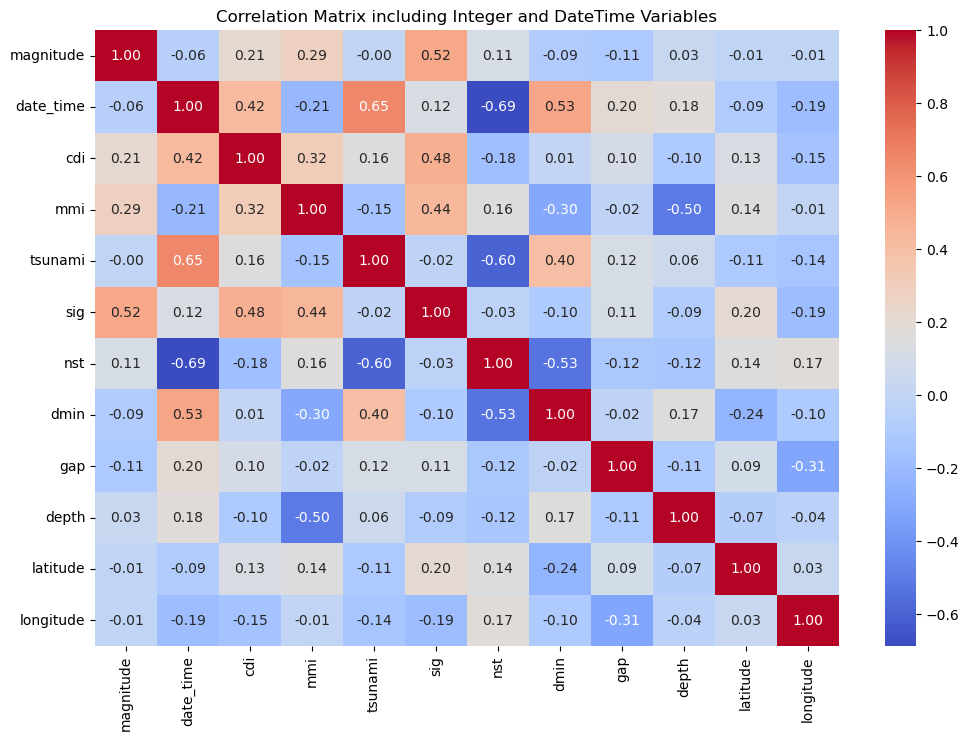 Correlation Matrix including Integer and DateTime Variables
magnitude 1.00 -0.06 0.21 0.29 -0.00 0.52 0.11 -0.09 -0.11 0.03 -0.01 -0.01
date_time -0.06 1.00 0.42 -0.21 0.65 0.12 -0.69 0.53 0.20 0.18 -0.09 -0.19
cdi 0.21 0.42 1.00 0.32 0.16 0.48 -0.18 0.01 0.10 -0.10 0.13 -0.15
mmi 0.29 -0.21 0.32 1.00 -0.15 0.44 0.16 -0.30 -0.02 -0.50 0.14 -0.01
tsunami -0.00 0.65 0.16 -0.15 1.00 -0.02 -0.60 0.40 0.12 0.06 -0.11 -0.14
sig 0.52 0.12 0.48 0.44 -0.02 1.00 -0.03 -0.10 0.11 -0.09 0.20 -0.19
nst 0.11 -0.69 -0.18 0.16 -0.60 -0.03 1.00 -0.53 -0.12 -0.12 0.14 0.17
dmin -0.09 0.53 0.01 -0.30 0.40 -0.10 -0.53 1.00 -0.02 0.17 -0.24 -0.10
gap -0.11 0.20 0.10 -0.02 0.12 0.11 -0.12 -0.02 1.00 -0.11 0.09 -0.31
depth 0.03 0.18 -0.10 -0.50 0.06 -0.09 -0.12 0.17 -0.11 1.00 -0.07 -0.04
latitude -0.01 -0.09 0.13 0.14 -0.11 0.20 0.14 -0.24 0.09 -0.07 1.00 0.03
longitude -0.01 -0.19 -0.15 -0.01 -0.14 -0.19 0.17 -0.10 -0.31 -0.04 0.03 1.00
magnitude date_time cdi mmi tsunami sig nst dmin gap depth latitude longitude
1.0
0.8
0.6
0.4
0.2
0.0
−0.2
−0.4
−0.6